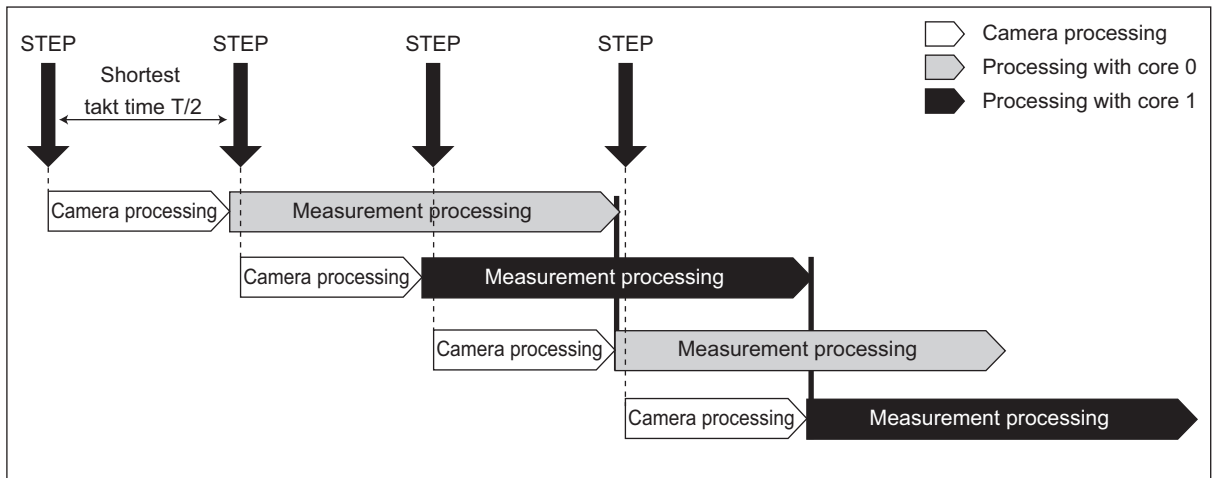 STEP STEP STEP STEP
Shortest
takt time T/2
Camera processing
Processing with core 0
Processing with core 1
Camera processing Measurement processing
Camera processing Measurement processing
Camera processing Measurement processing
Camera processing Measurement processing